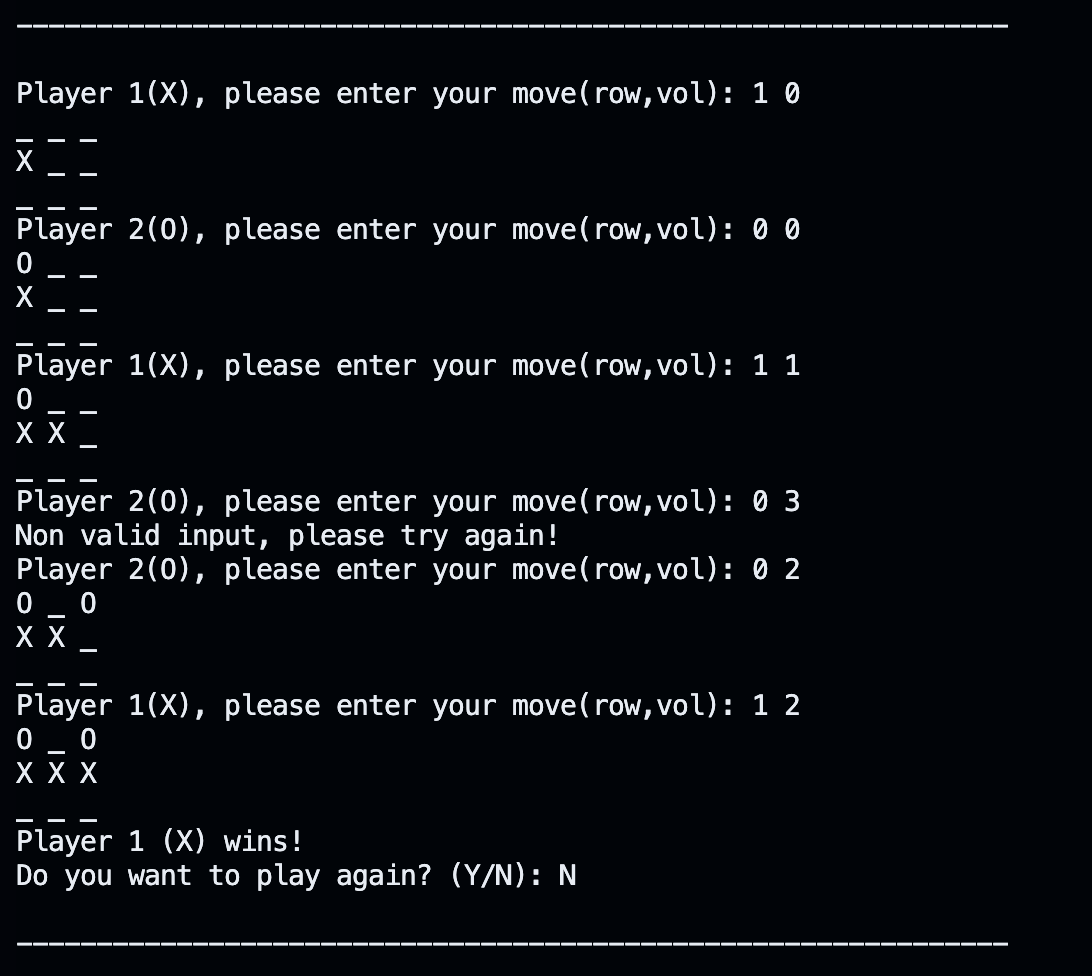 --------------------------------------------------------------
Player 1(X), please enter your move(row,vol): 1 0
_ _ _
X _ _
_ _ _
Player 2(O), please enter your move(row,vol): 0 0
O _ _
X _ _
_ _ _
Player 1(X), please enter your move(row,vol): 1 1
O _ _
X X _
_ _ _
Player 2(O), please enter your move(row,vol): 0 3
Non valid input, please try again!
Player 2(O), please enter your move(row,vol): 0 2
O _ O
X X _
_ _ _
Player 1(X), please enter your move(row,vol): 1 2
O _ O
X X X
_ _ _
Player 1 (X) wins!
Do you want to play again? (Y/N): N
--------------------------------------------------------------